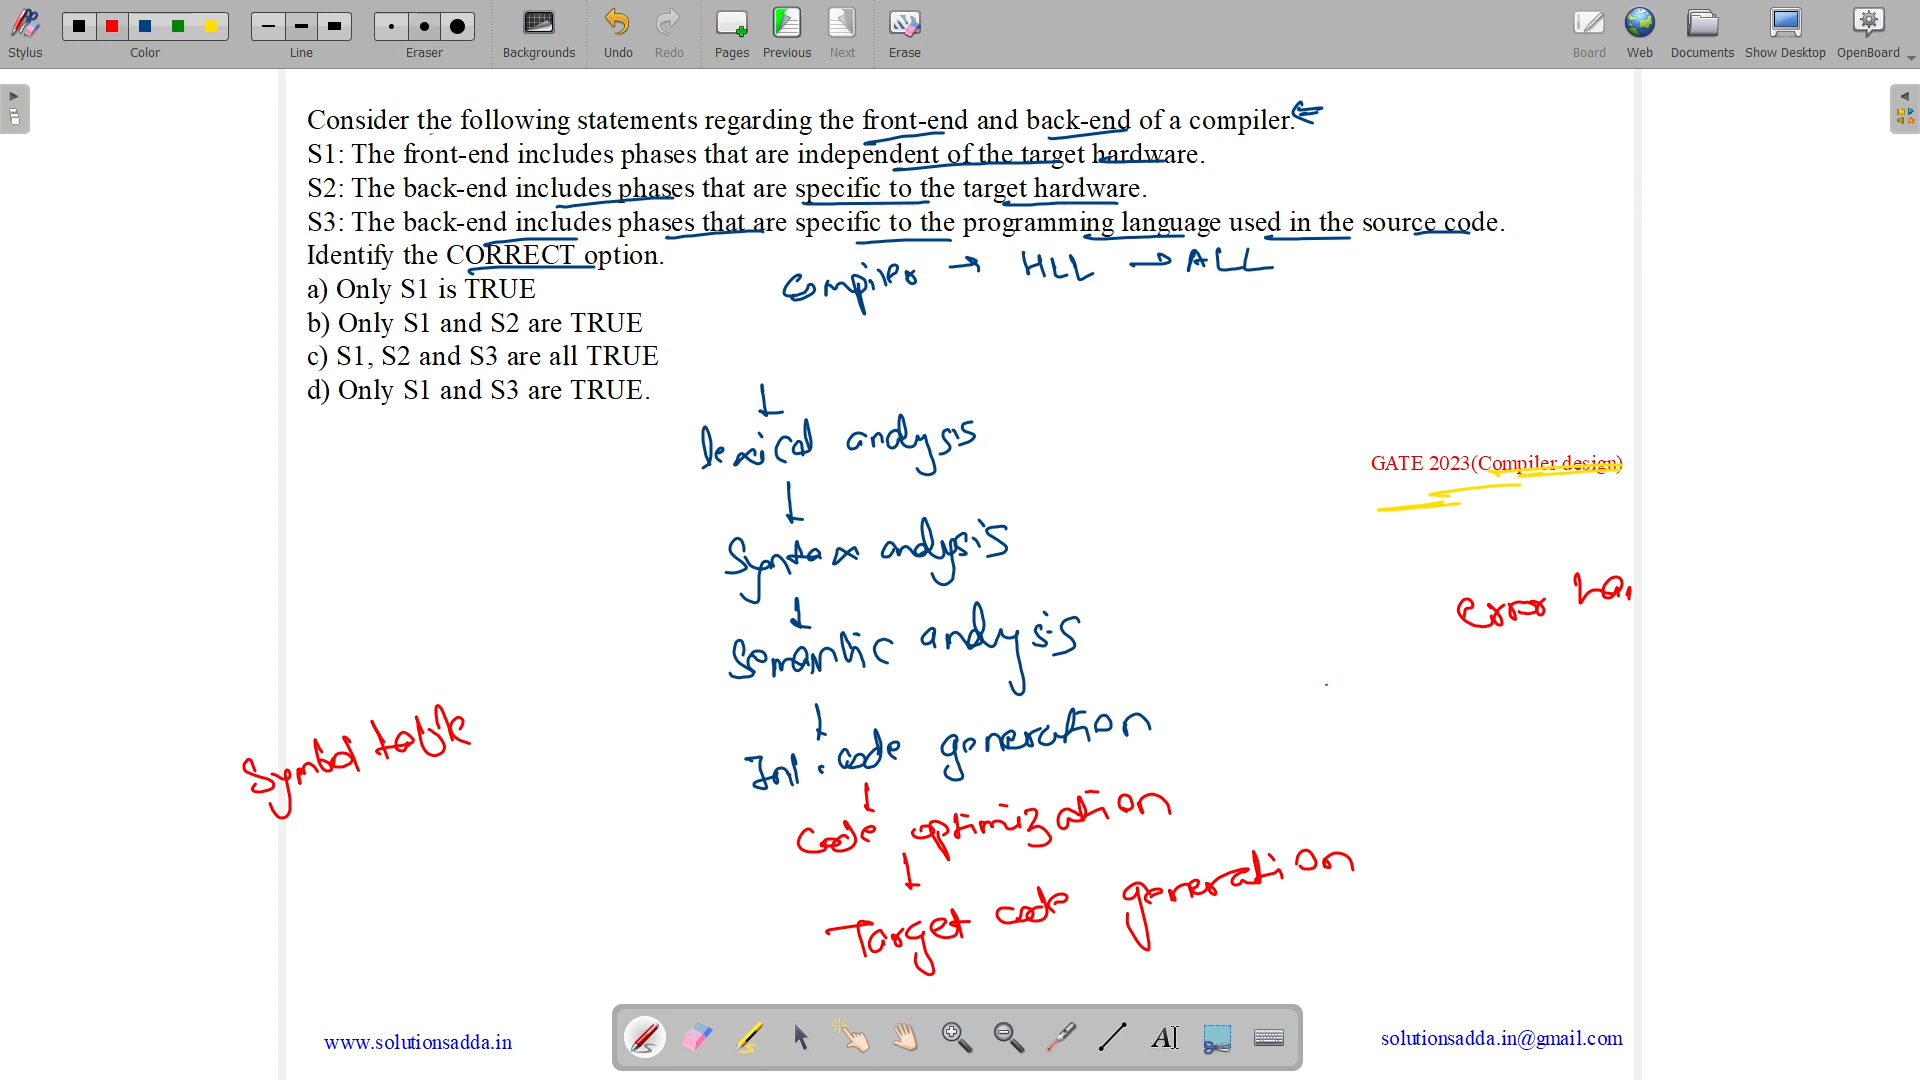 Stylus
Color
Line
Eraser
Backgrounds
Undo
Redo
Pages
Previous
Next
Erase
Board
Web
Documents
Show Desktop
OpenBoard
Consider the following statements regarding the front-end and back-end of a compiler.
S1: The front-end includes phases that are independent of the target hardware.
S2: The back-end includes phases that are specific to the target hardware.
S3: The back-end includes phases that are specific to the programming language used in the source code.
Identify the CORRECT option.
Compiler → HLL → ALL
a) Only S1 is TRUE
b) Only S1 and S2 are TRUE
c) S1, S2 and S3 are all TRUE
d) Only S1 and S3 are TRUE.
lexical analysis
GATE 2023(Compiler design)
Syntax analysis
Error ha
Semantic analysis
Symbol table
Int. code generation
Code optimization
Target code generation
www.solutionsadda.in
solutionsadda.in@gmail.com